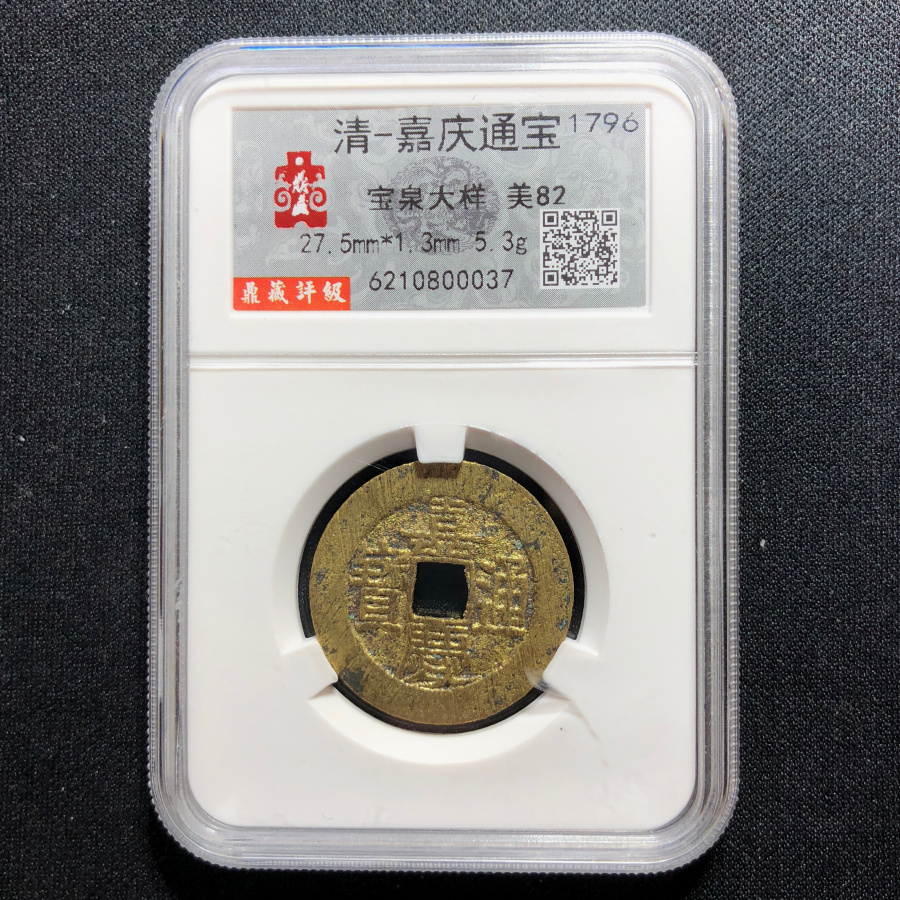 清-嘉庆通宝 1796
宝泉大样 美82
27.5mm*1.3mm 5.3g
鼎藏評級 6210800037
嘉慶通寶